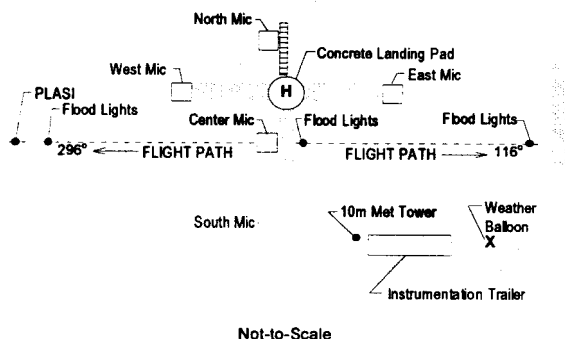 North Mic
Concrete Landing Pad
West Mic
East Mic
H
PLASI
Flood Lights
Center Mic
Flood Lights
Flood Lights
296°
FLIGHT PATH
FLIGHT PATH
116°
South Mic
10m Met Tower
Weather
Balloon
X
Instrumentation Trailer
Not-to-Scale